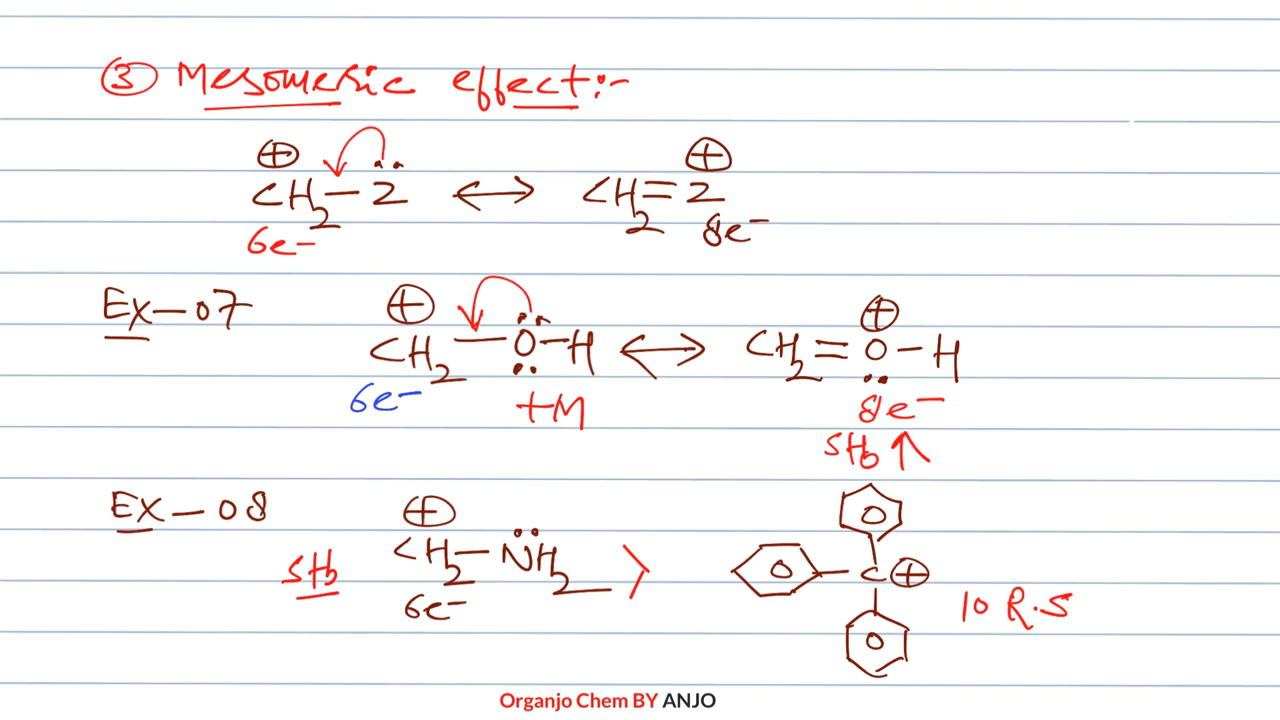 ③ Mesomeric effect:-
⊕ CH₂ – Z̈ ⟷ CH₂ = Z ⊕
6e⁻ 8e⁻
Ex-07 ⊕ CH₂ – Ö – H ⟷ CH₂ = O – H ⊕
6e⁻ +M 8e⁻
stb ↑
Ex-08 ⊕ CH₂ – N̈H₂ > C ⊕
stb 6e⁻ 10 R.S
Organjo Chem BY ANJO